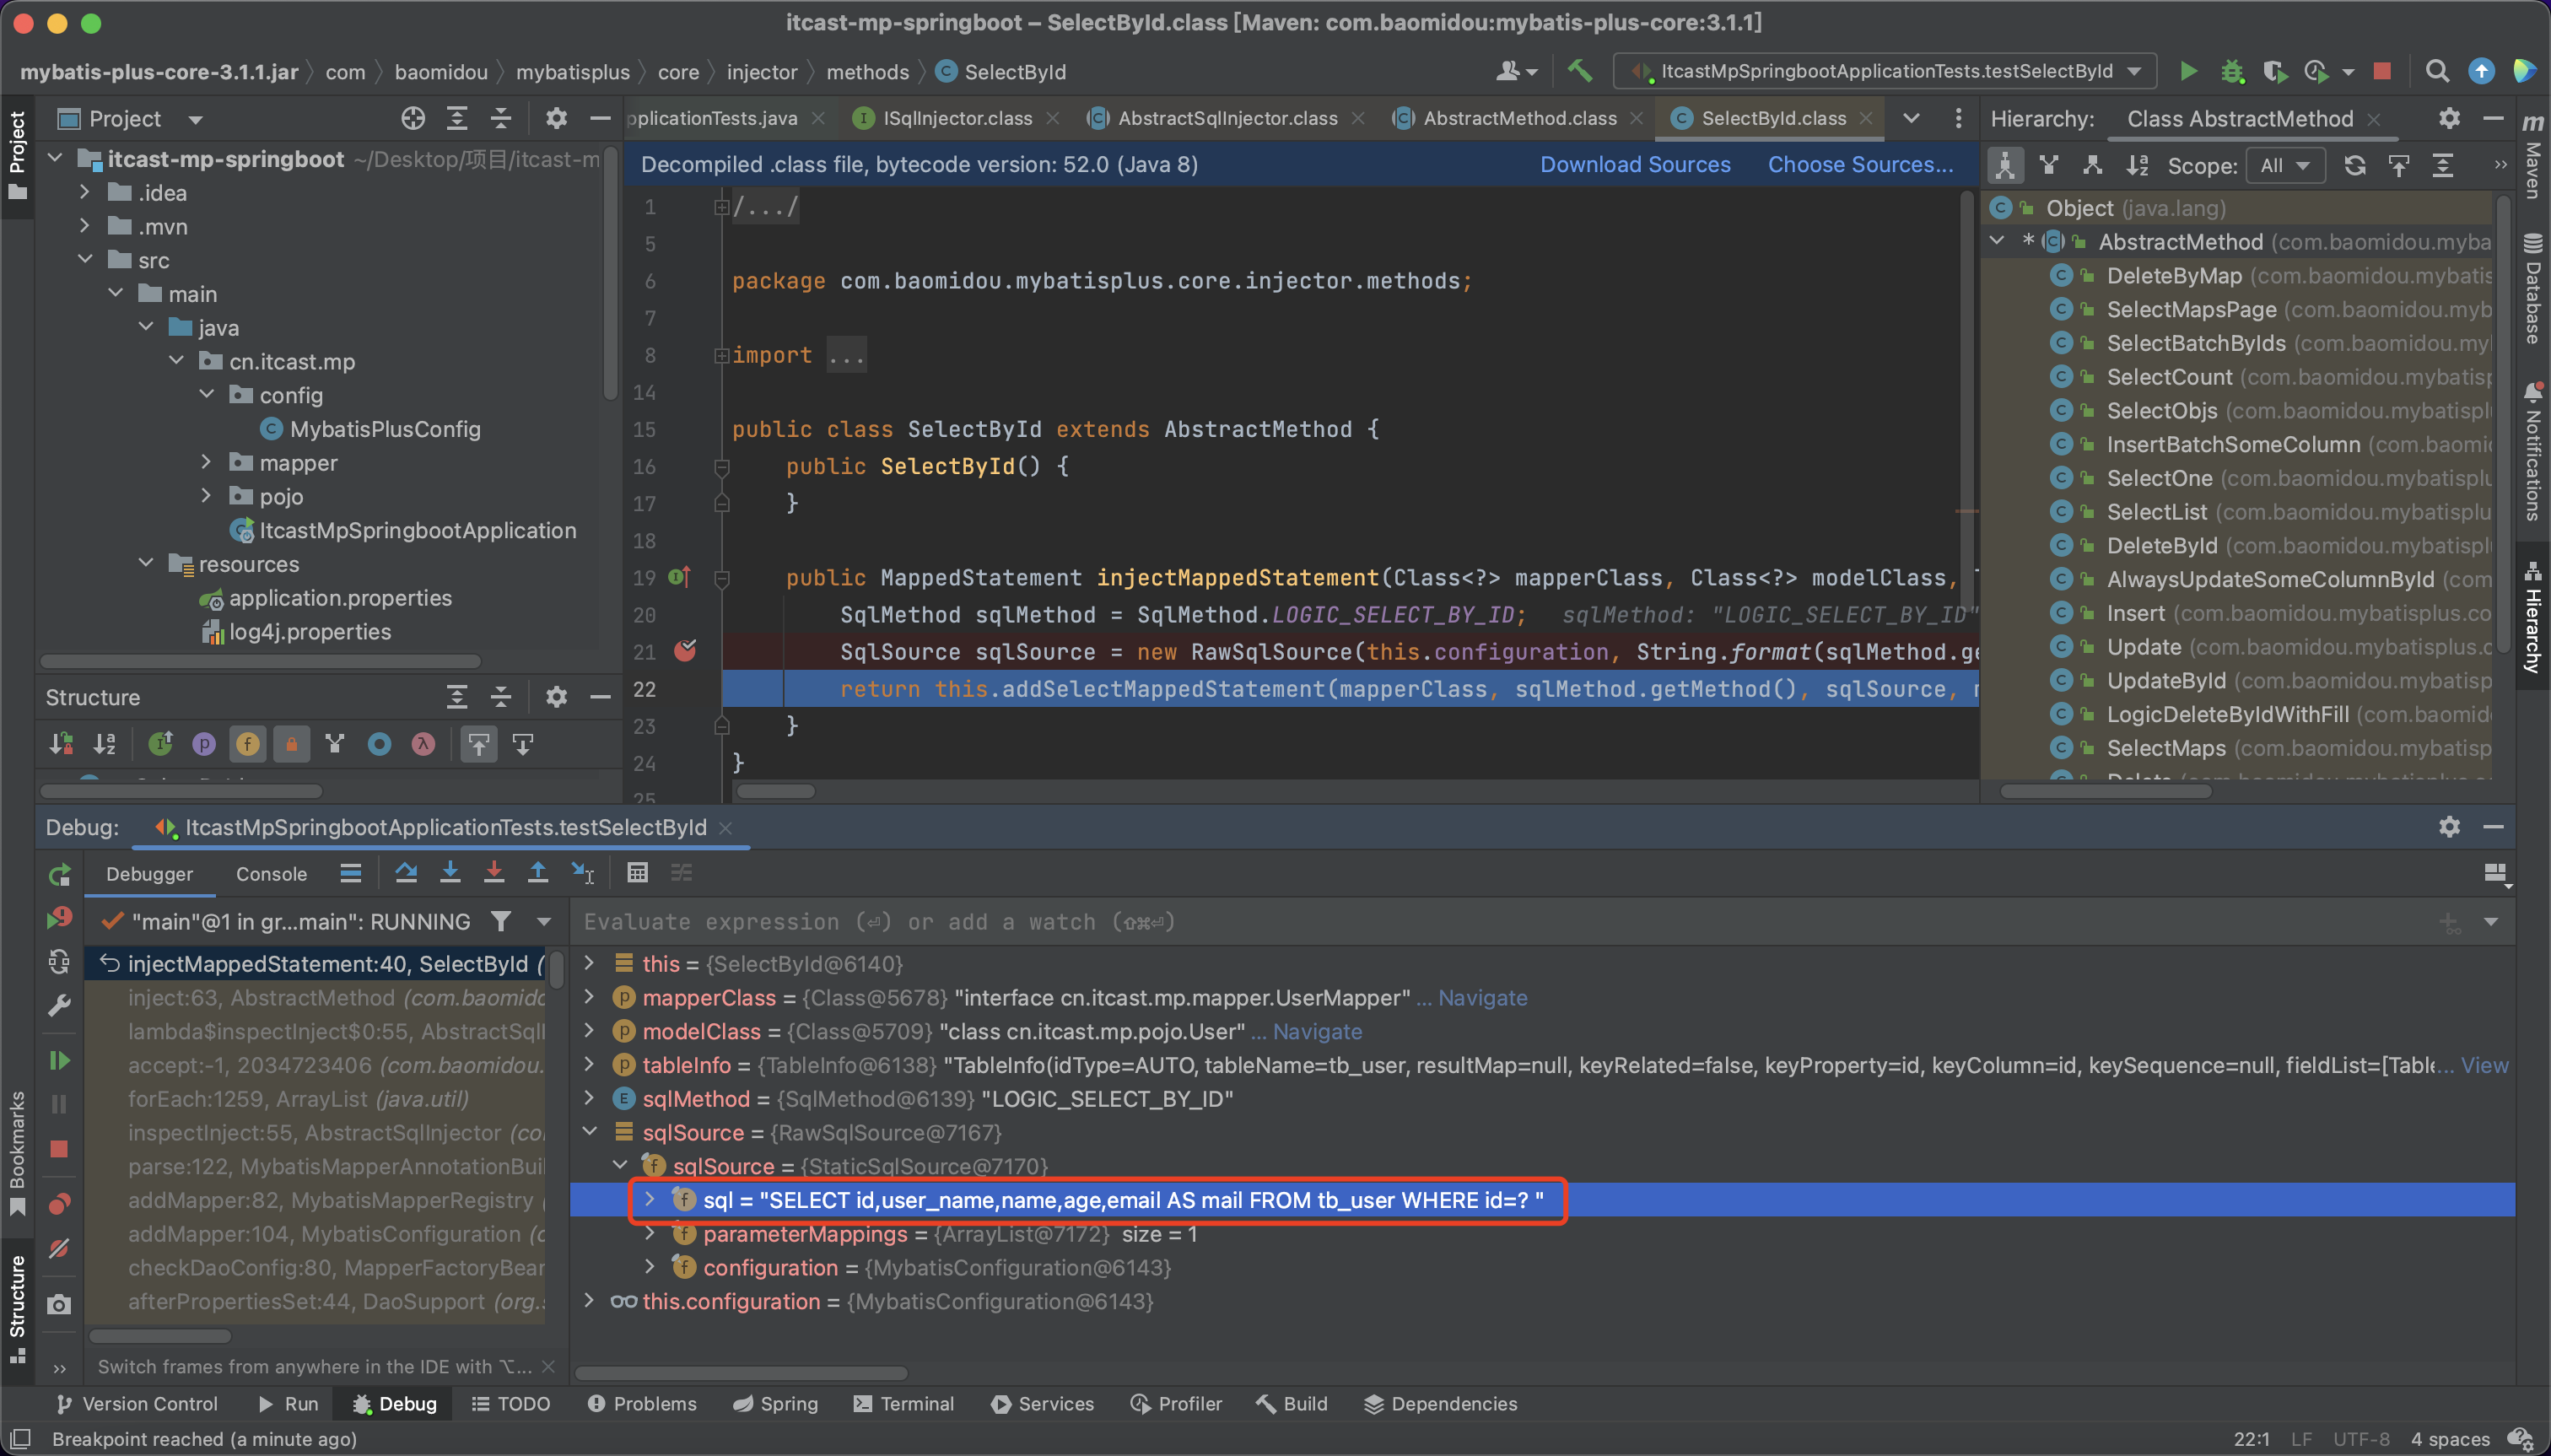 itcast-mp-springboot – SelectById.class [Maven: com.baomidou:mybatis-plus-core:3.1.1]
mybatis-plus-core-3.1.1.jar com baomidou mybatisplus core injector methods SelectById
ItcastMpSpringbootApplicationTests.testSelectById
Project
Project
pplicationTests.java ISqlInjector.class AbstractSqlInjector.class AbstractMethod.class SelectById.class
Hierarchy: Class AbstractMethod
itcast-mp-springboot ~/Desktop/项目/itcast-m
.idea
.mvn
src
main
java
cn.itcast.mp
config
MybatisPlusConfig
mapper
pojo
ItcastMpSpringbootApplication
resources
application.properties
log4j.properties
Structure
Decompiled .class file, bytecode version: 52.0 (Java 8) Download Sources Choose Sources...
1 /.../
5
6 package com.baomidou.mybatisplus.core.injector.methods;
7
8 import ...
14
15 public class SelectById extends AbstractMethod {
16 public SelectById() {
17 }
18
19 public MappedStatement injectMappedStatement(Class<?> mapperClass, Class<?> modelClass,
20 SqlMethod sqlMethod = SqlMethod.LOGIC_SELECT_BY_ID; sqlMethod: "LOGIC_SELECT_BY_ID"
21 SqlSource sqlSource = new RawSqlSource(this.configuration, String.format(sqlMethod.ge
22 return this.addSelectMappedStatement(mapperClass, sqlMethod.getMethod(), sqlSource, m
23 }
24 }
25
Scope: All
Object (java.lang)
* AbstractMethod (com.baomidou.myba
DeleteByMap (com.baomidou.mybatis
SelectMapsPage (com.baomidou.myb
SelectBatchByIds (com.baomidou.my
SelectCount (com.baomidou.mybatisp
SelectObjs (com.baomidou.mybatispl
InsertBatchSomeColumn (com.baomi
SelectOne (com.baomidou.mybatisplu
SelectList (com.baomidou.mybatisplu
DeleteById (com.baomidou.mybatispl
AlwaysUpdateSomeColumnById (com
Insert (com.baomidou.mybatisplus.co
Update (com.baomidou.mybatisplus.c
UpdateById (com.baomidou.mybatisp
LogicDeleteByIdWithFill (com.baomid
SelectMaps (com.baomidou.mybatisp
Maven
Database
Notifications
Hierarchy
Debug: ItcastMpSpringbootApplicationTests.testSelectById
Debugger Console
"main"@1 in gr...main": RUNNING
Evaluate expression (⏎) or add a watch (⇧⌘⏎)
injectMappedStatement:40, SelectById (
inject:63, AbstractMethod (com.baomido
lambda$inspectInject$0:55, AbstractSqlI
accept:-1, 2034723406 (com.baomidou.
forEach:1259, ArrayList (java.util)
inspectInject:55, AbstractSqlInjector (co
parse:122, MybatisMapperAnnotationBui
addMapper:82, MybatisMapperRegistry (
addMapper:104, MybatisConfiguration (c
checkDaoConfig:80, MapperFactoryBear
afterPropertiesSet:44, DaoSupport (org.s
Switch frames from anywhere in the IDE with ⌥...
this = {SelectById@6140}
mapperClass = {Class@5678} "interface cn.itcast.mp.mapper.UserMapper" ... Navigate
modelClass = {Class@5709} "class cn.itcast.mp.pojo.User" ... Navigate
tableInfo = {TableInfo@6138} "TableInfo(idType=AUTO, tableName=tb_user, resultMap=null, keyRelated=false, keyProperty=id, keyColumn=id, keySequence=null, fieldList=[Table... View
sqlMethod = {SqlMethod@6139} "LOGIC_SELECT_BY_ID"
sqlSource = {RawSqlSource@7167}
sqlSource = {StaticSqlSource@7170}
sql = "SELECT id,user_name,name,age,email AS mail FROM tb_user WHERE id=? "
parameterMappings = {ArrayList@7172} size = 1
configuration = {MybatisConfiguration@6143}
this.configuration = {MybatisConfiguration@6143}
Bookmarks
Structure
Version Control Run Debug TODO Problems Spring Terminal Services Profiler Build Dependencies
Breakpoint reached (a minute ago) 22:1 LF UTF-8 4 spaces